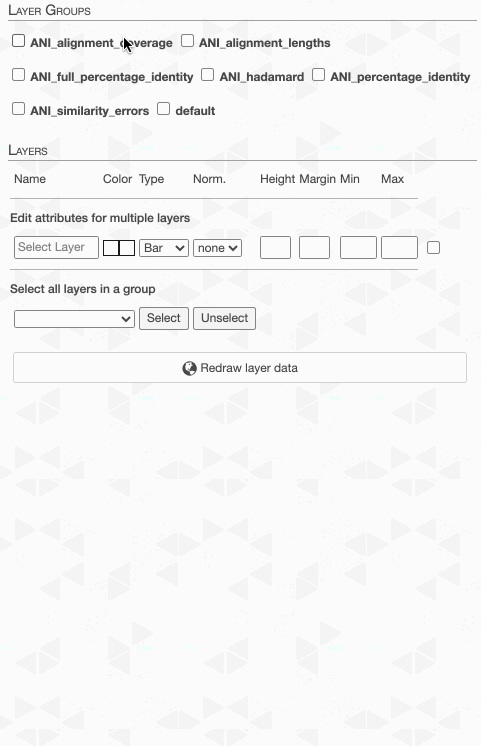 Layer Groups
ANI_alignment_coverage ANI_alignment_lengths
ANI_full_percentage_identity ANI_hadamard ANI_percentage_identity
ANI_similarity_errors default
Layers
Name Color Type Norm. Height Margin Min Max
Edit attributes for multiple layers
Select Layer Bar none
Select all layers in a group
Select Unselect
Redraw layer data